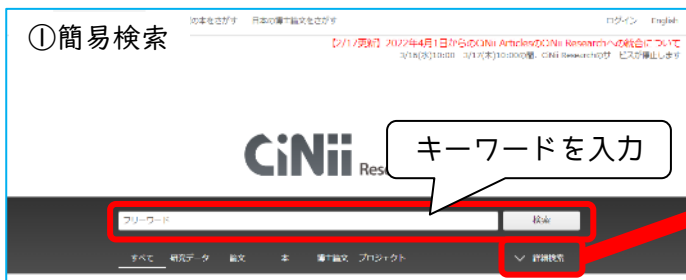 の本をさがす 日本の博士論文をさがす ログイン English
①簡易検索
【2/17更新】2022年4月1日からのCiNii ArticlesのCiNii Researchへの統合について
3/16(水)10:00 - 3/17(木)10:00の間、CiNii Researchのサービスが停止します
CiNii Rese
キーワードを入力
フリーワード 検索
すべて 研究データ 論文 本 博士論文 プロジェクト 詳細検索